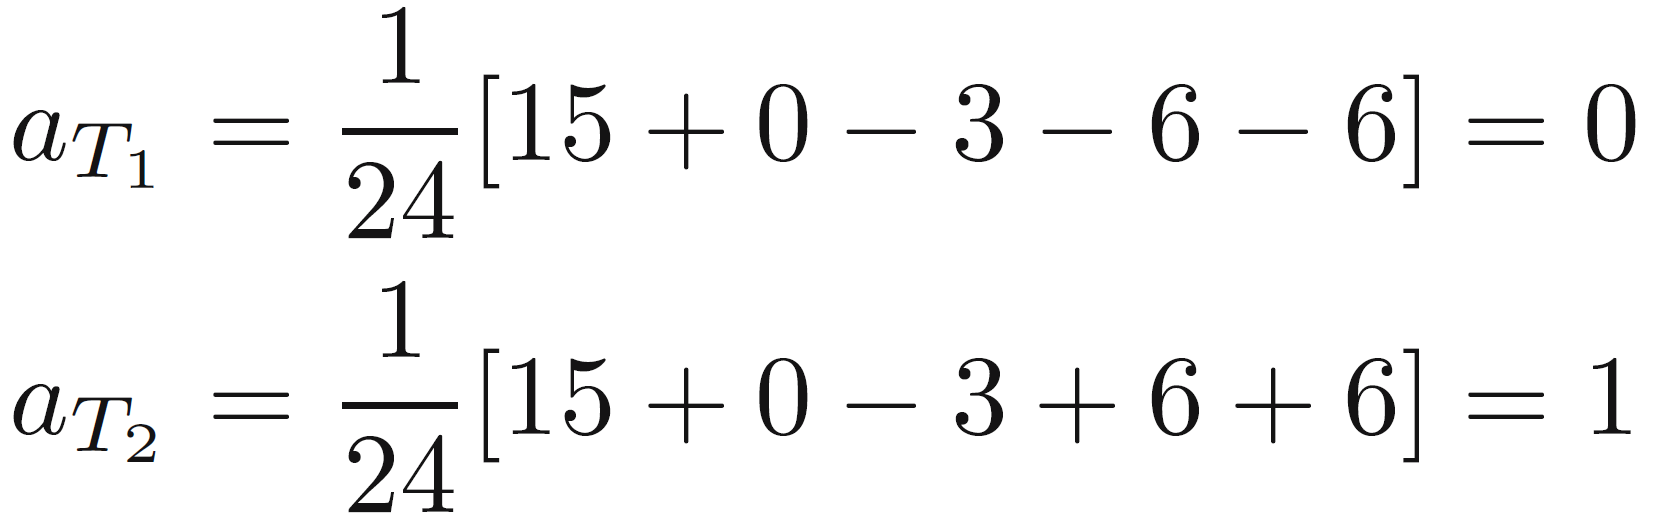 a_{T_1} = \frac{1}{24}[15 + 0 − 3 − 6 − 6] = 0
a_{T_2} = \frac{1}{24}[15 + 0 − 3 + 6 + 6] = 1